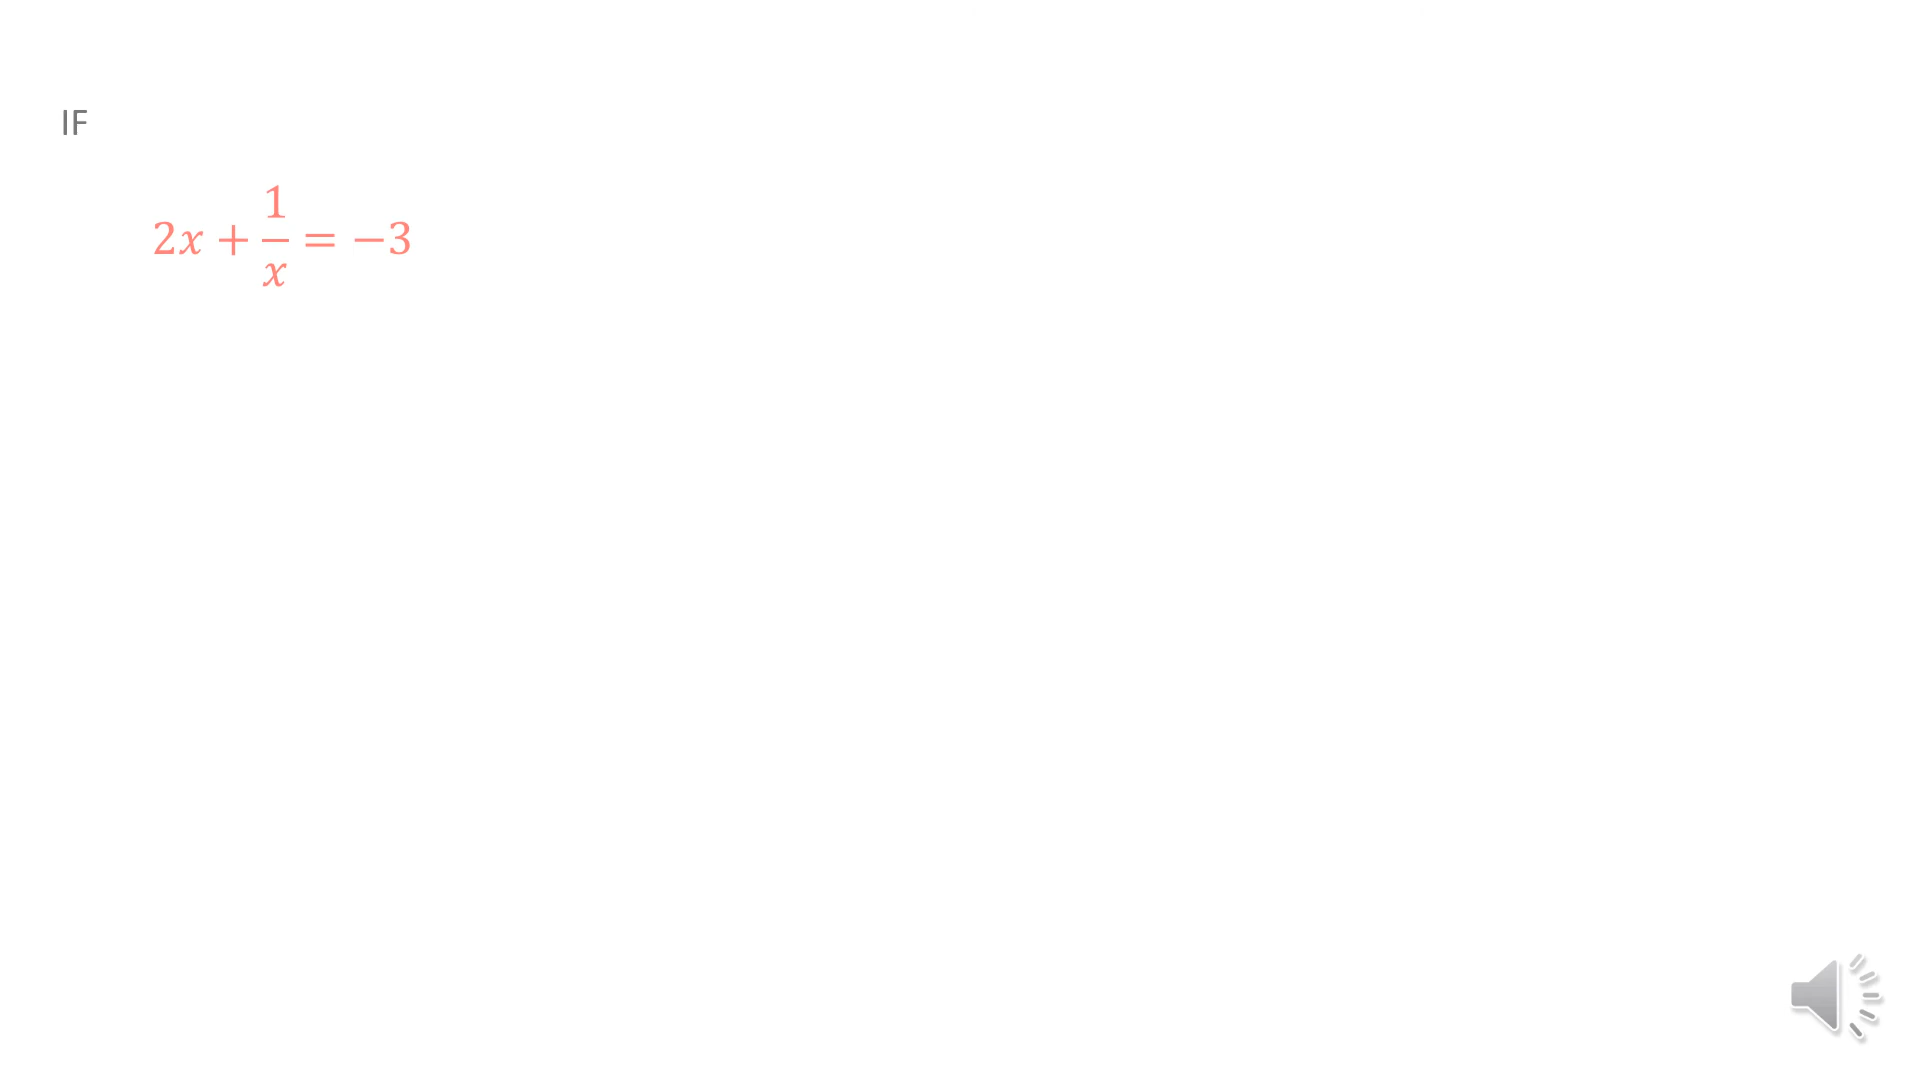 IF
2x + 1/x = −3